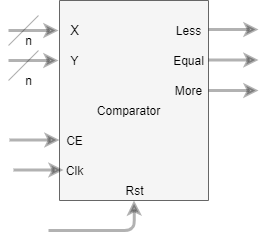 X Less
n
Y Equal
n
More
Comparator
CE
Clk
Rst